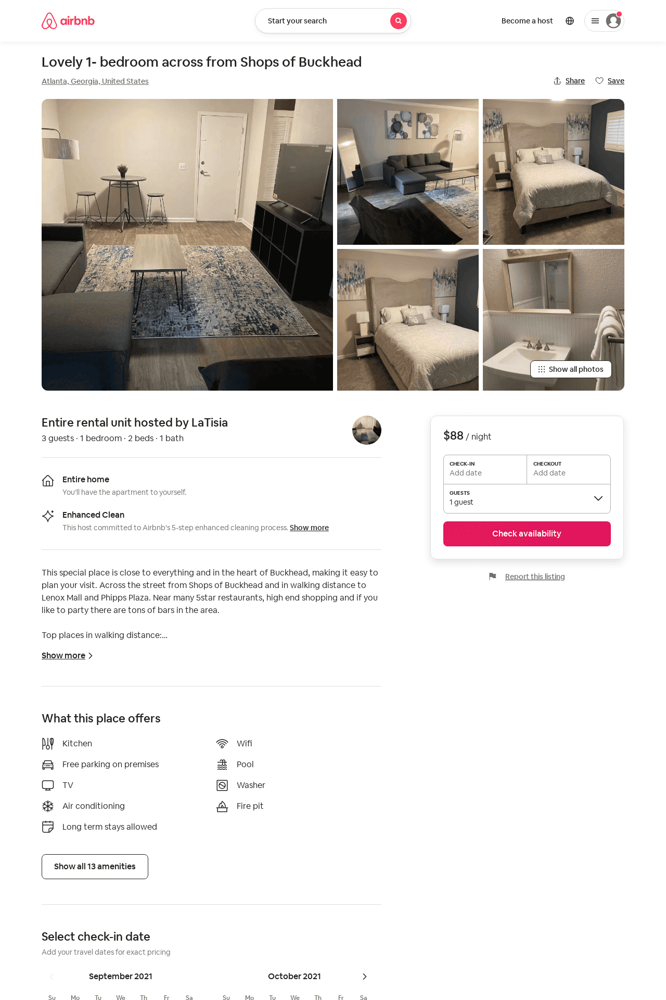 airbnb
Start your search
Become a host
Lovely 1- bedroom across from Shops of Buckhead
Atlanta, Georgia, United States
Share
Save
Show all photos
Entire rental unit hosted by LaTisia
3 guests · 1 bedroom · 2 beds · 1 bath
$88 / night
CHECK-IN
Add date
CHECKOUT
Add date
GUESTS
1 guest
Check availability
Report this listing
Entire home
You’ll have the apartment to yourself.
Enhanced Clean
This host committed to Airbnb's 5-step enhanced cleaning process. Show more
This special place is close to everything and in the heart of Buckhead, making it easy to
plan your visit. Across the street from Shops of Buckhead and in walking distance to
Lenox Mall and Phipps Plaza. Near many 5star restaurants, high end shopping and if you
like to party there are tons of bars in the area.
Top places in walking distance:...
Show more
What this place offers
Kitchen
Wifi
Free parking on premises
Pool
TV
Washer
Air conditioning
Fire pit
Long term stays allowed
Show all 13 amenities
Select check-in date
Add your travel dates for exact pricing
September 2021
October 2021
Su Mo Tu We Th Fr Sa
Su Mo Tu We Th Fr Sa